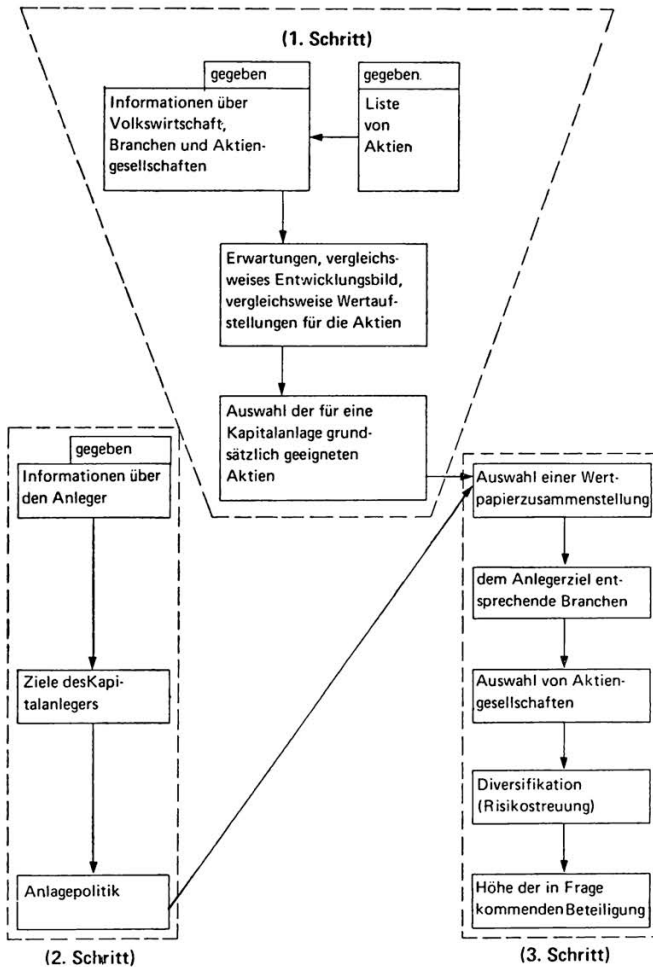 (1. Schritt)
gegeben
Informationen über
Volkswirtschaft,
Branchen und Aktien-
gesellschaften
gegeben.
Liste
von
Aktien
Erwartungen, vergleichs-
weises Entwicklungsbild,
vergleichsweise Wertauf-
stellungen für die Aktien
Auswahl der für eine
Kapitalanlage grund-
sätzlich geeigneten
Aktien
gegeben
Informationen über
den Anleger
Ziele desKapi-
talanlegers
Anlagepolitik
(2. Schritt)
Auswahl einer Wert-
papierzusammenstellung
dem Anlegerziel ent-
sprechende Branchen
Auswahl von Aktien-
gesellschaften
Diversifikation
(Risikostreuung)
Höhe der in Frage
kommenden Beteiligung
(3. Schritt)